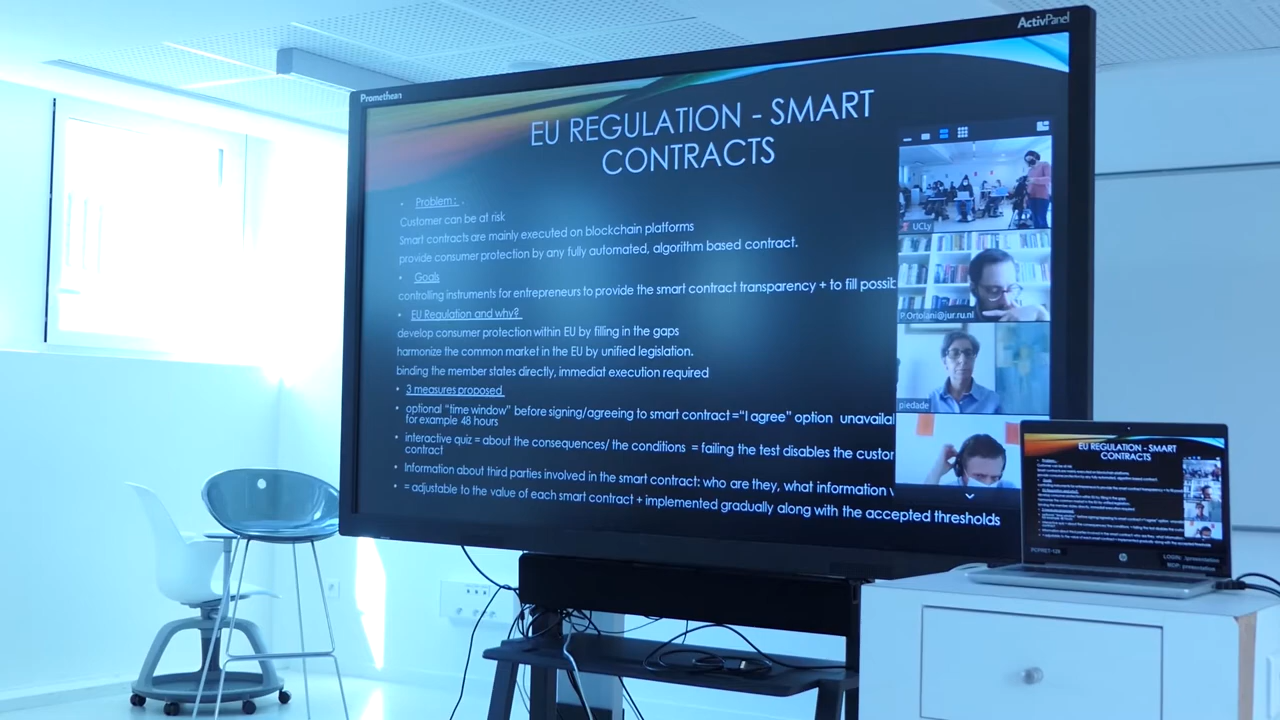 ActivPanel
Promethean
EU REGULATION - SMART
CONTRACTS
• Problem: .
Customer can be at risk
Smart contracts are mainly executed on blockchain platforms
provide consumer protection by any fully automated, algorithm based contract.
• Goals
controlling instruments for entrepreneurs to provide the smart contract transparency + to fill possib
• EU Regulation and why?
develop consumer protection within EU by filling in the gaps
harmonize the common market in the EU by unified legislation.
binding the member states directly, immediat execution required
• 3 measures proposed
• optional "time window" before signing/agreeing to smart contract ="I agree" option unavailal
for example 48 hours
• interactive quiz = about the consequences/ the conditions = failing the test disables the custor
contract
• Information about third parties involved in the smart contract: who are they, what information
• = adjustable to the value of each smart contract + implemented gradually along with the accepted thresholds
UCLy
P.Ortolani@jur.ru.nl
piedade
EU REGULATION - SMART
CONTRACTS
hp